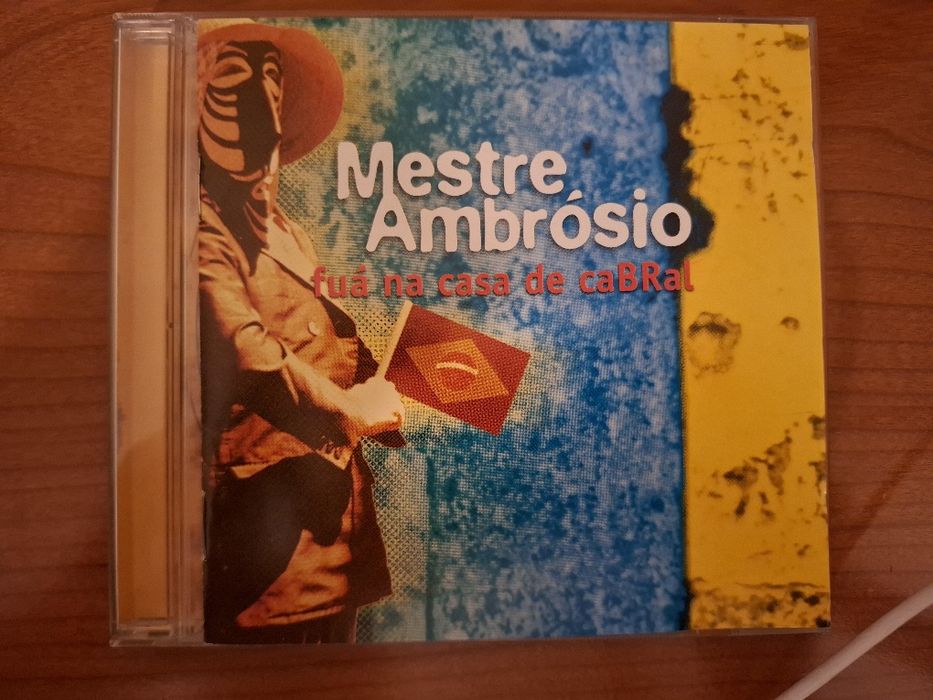 Mestre
Ambrósio
fuá na casa de caBRal